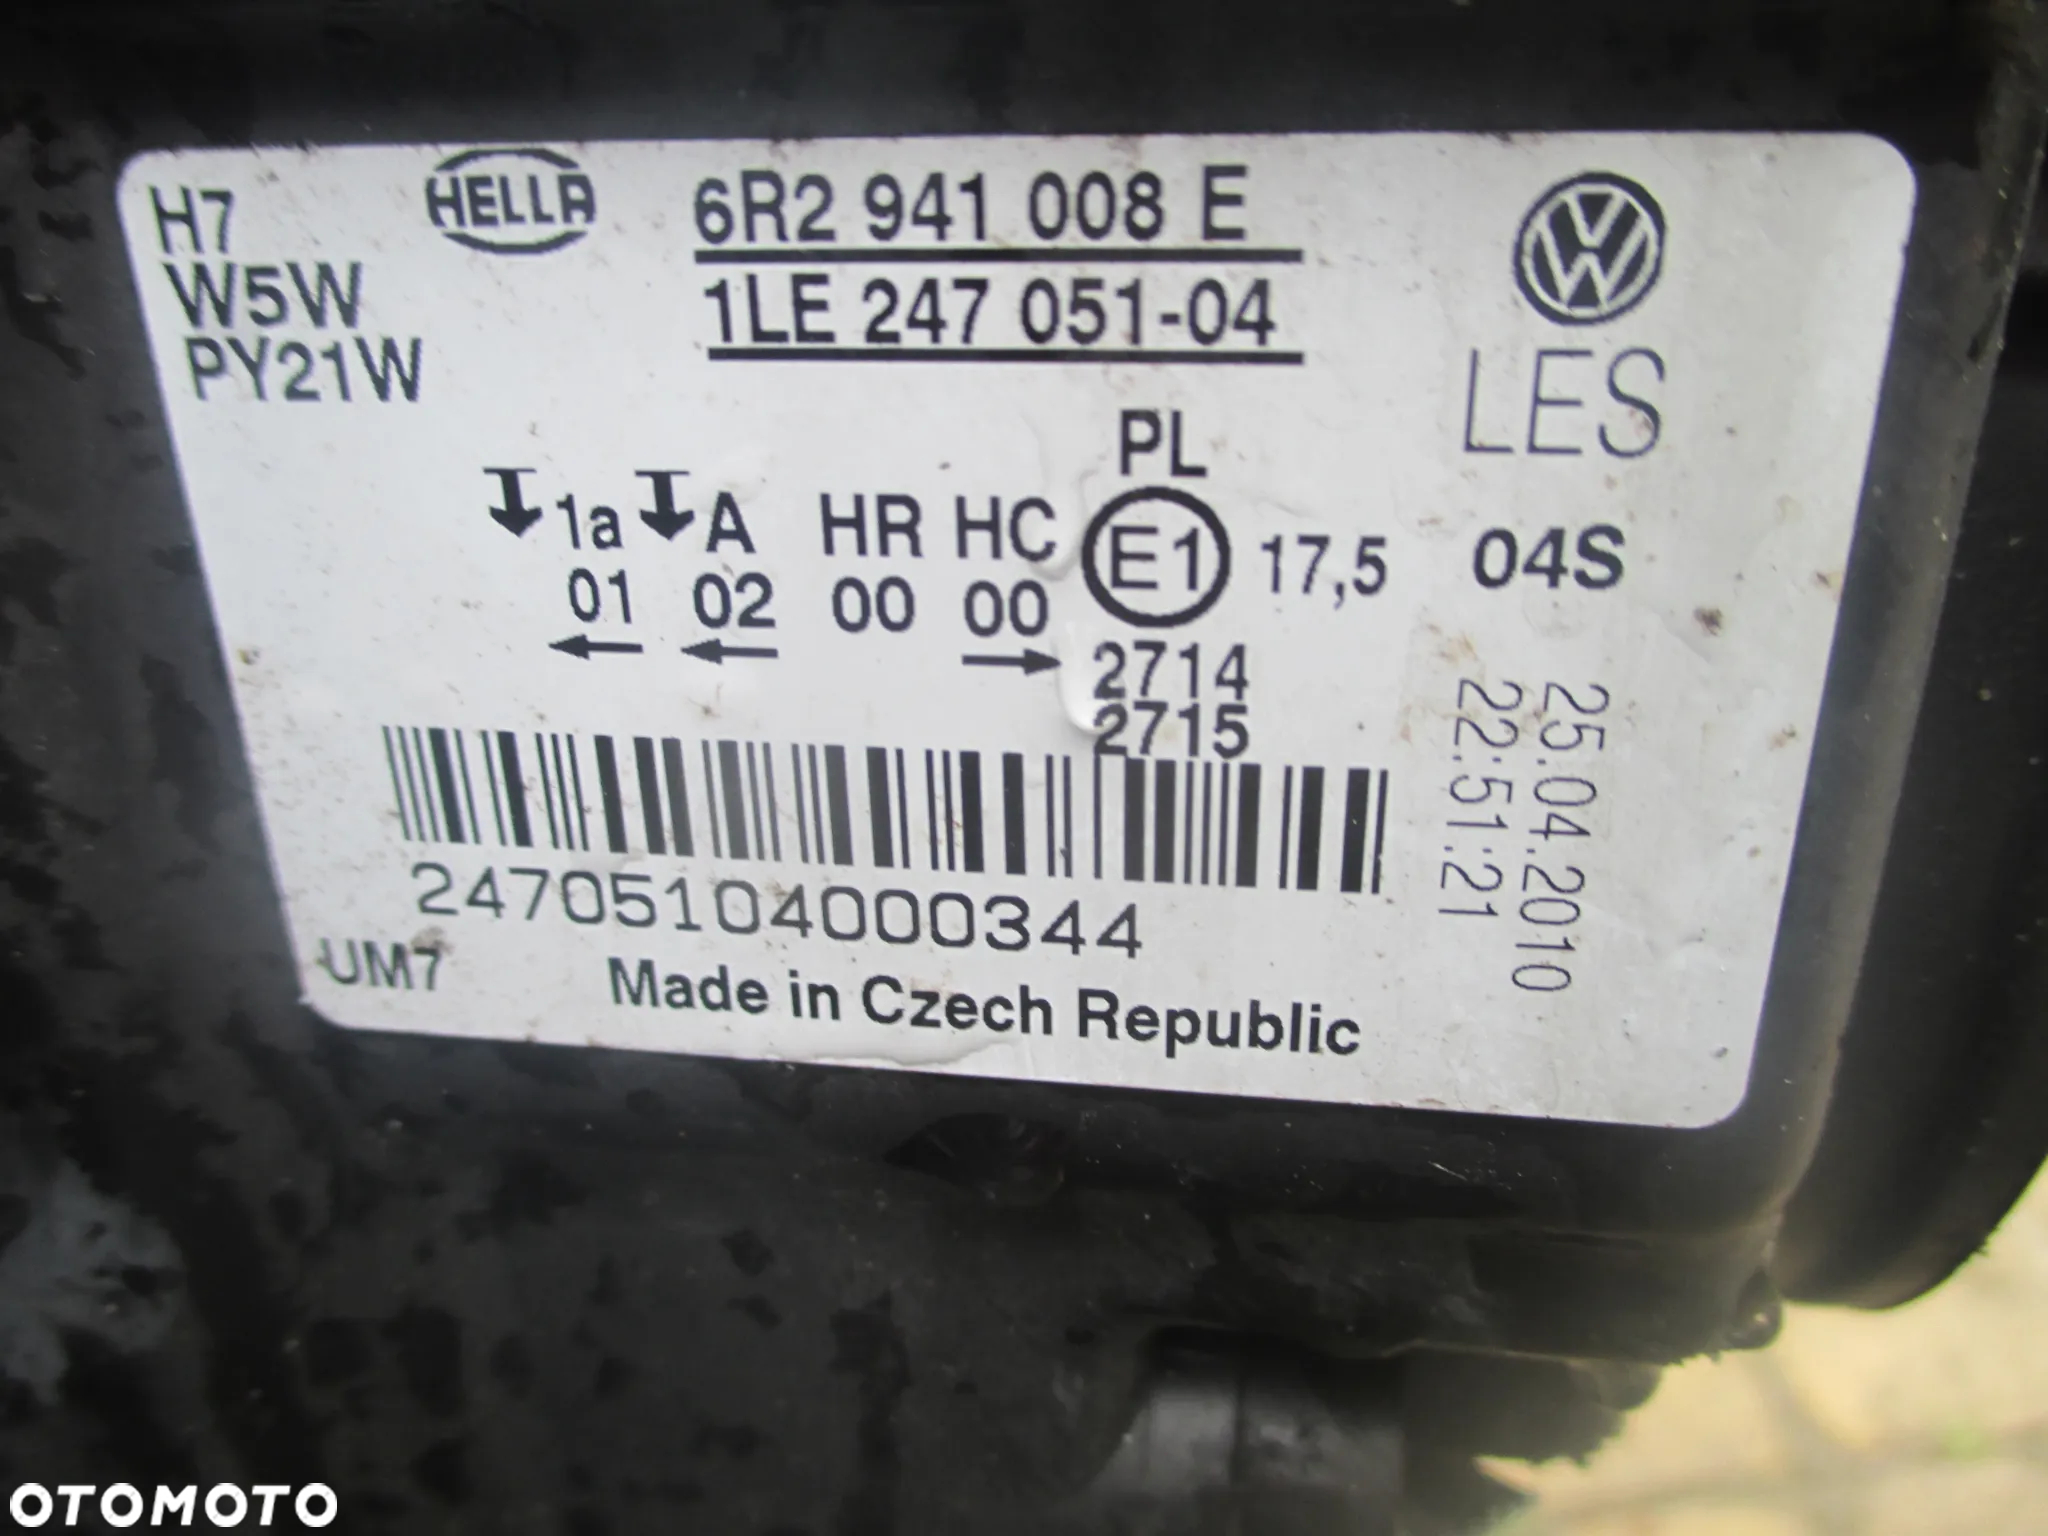 H7
W5W
PY21W
HELLA
6R2 941 008 E
1LE 247 051-04
LES
PL
1a A HR HC E1 17,5 04S
01 02 00 00
2714
2715
25.04.2010
22:51:21
24705104000344
UM7
Made in Czech Republic
OTOMOTO